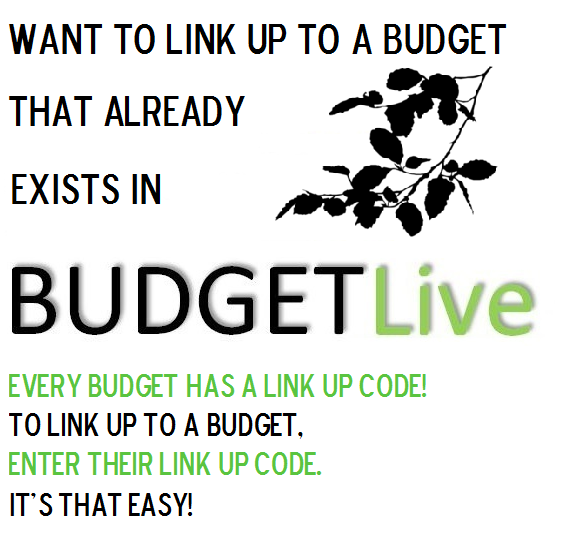 WANT TO LINK UP TO A BUDGET
THAT ALREADY
EXISTS IN
BUDGETLive
EVERY BUDGET HAS A LINK UP CODE!
TO LINK UP TO A BUDGET,
ENTER THEIR LINK UP CODE.
IT'S THAT EASY!